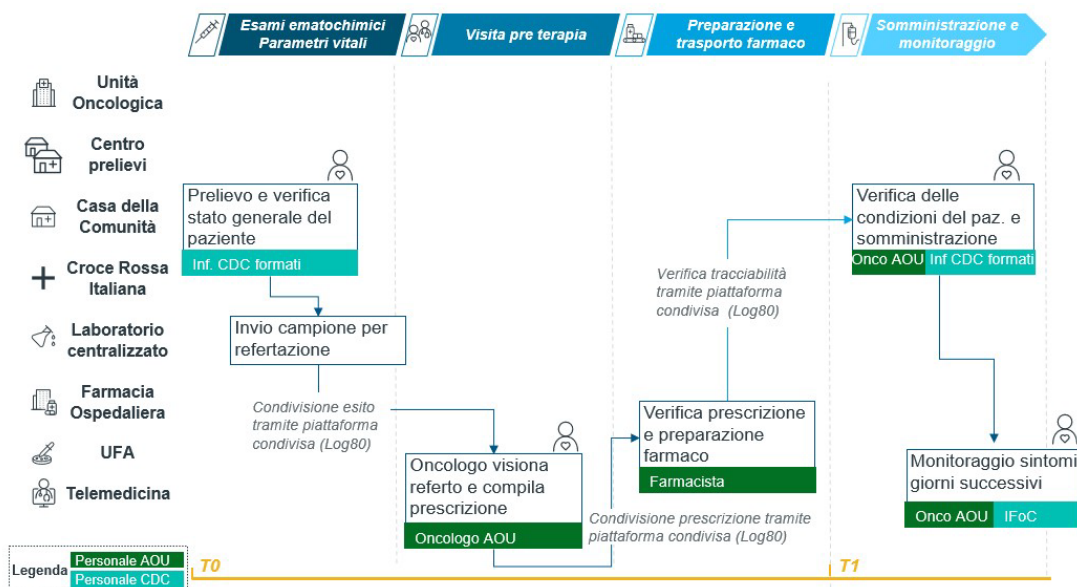 Esami ematochimici
Parametri vitali
Visita pre terapia
Preparazione e
trasporto farmaco
Somministrazione e
monitoraggio
Unità
Oncologica
Centro
prelievi
Casa della
Comunità
Croce Rossa
Italiana
Laboratorio
centralizzato
Farmacia
Ospedaliera
UFA
Telemedicina
Prelievo e verifica
stato generale del
paziente
Inf. CDC formati
Invio campione per
refertazione
Condivisione esito
tramite piattaforma
condivisa (Log80)
Oncologo visiona
referto e compila
prescrizione
Oncologo AOU
Condivisione prescrizione tramite
piattaforma condivisa (Log80)
Verifica prescrizione
e preparazione
farmaco
Farmacista
Verifica tracciabilità
tramite piattaforma
condivisa (Log80)
Verifica delle
condizioni del paz. e
somministrazione
Onco AOU Inf CDC formati
Monitoraggio sintomi
giorni successivi
Onco AOU IFoC
Legenda
Personale AOU
Personale CDC
T0
T1